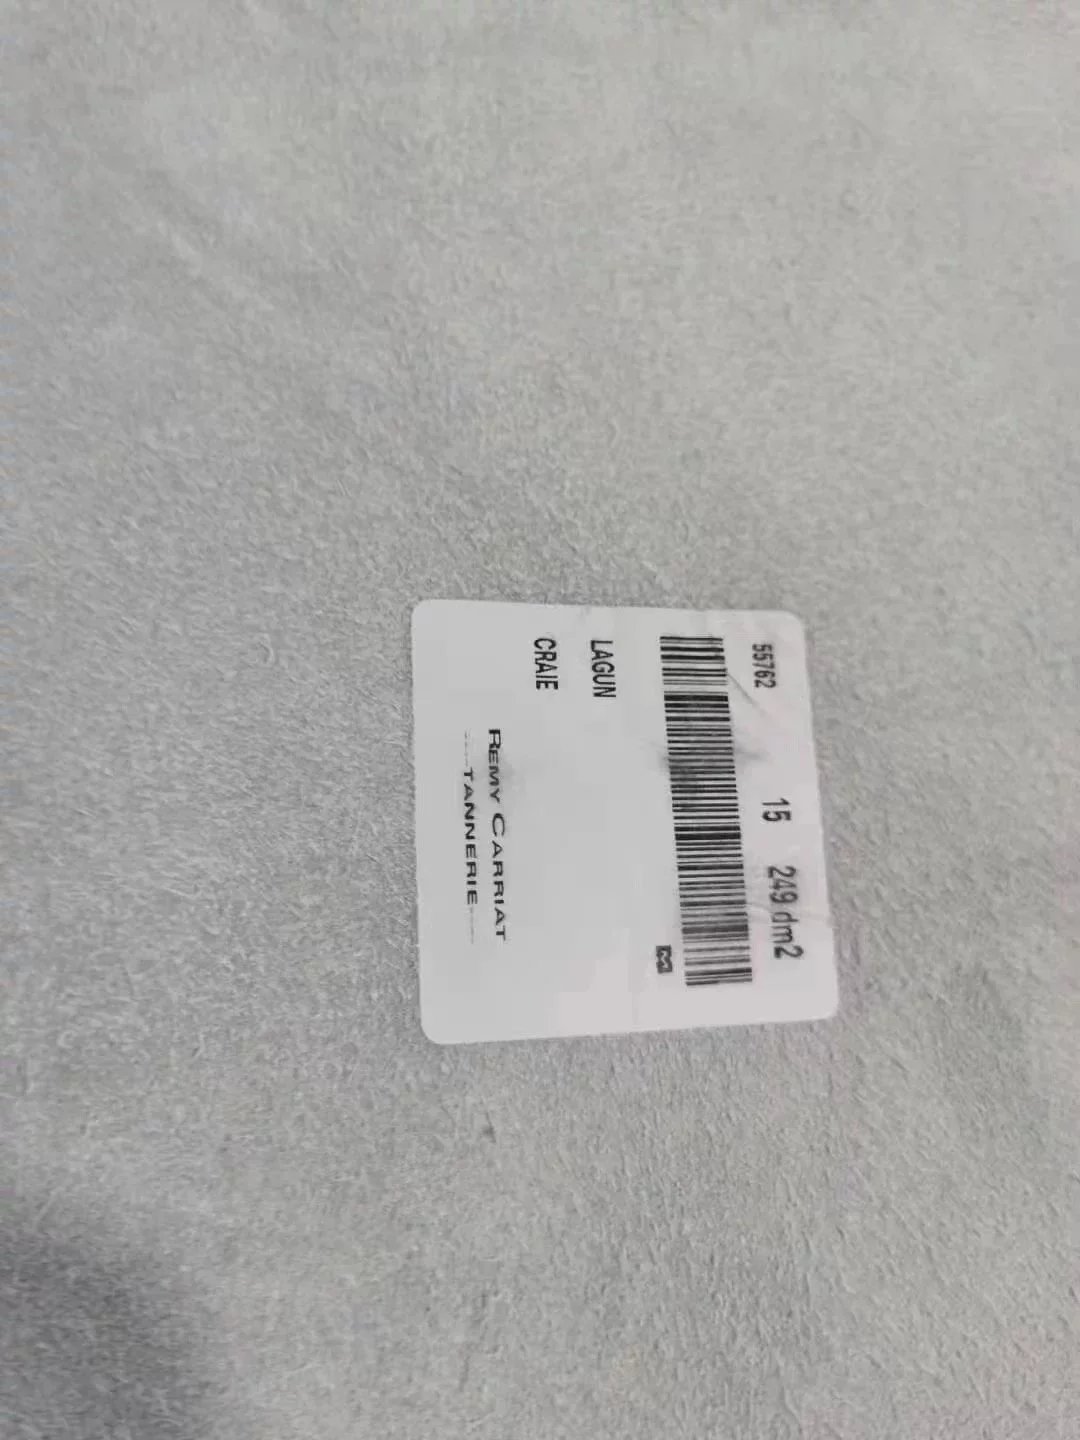 55762 15 249 dm2
M
LAGUN
CRAIE
REMY CARRIAT
TANNERIE